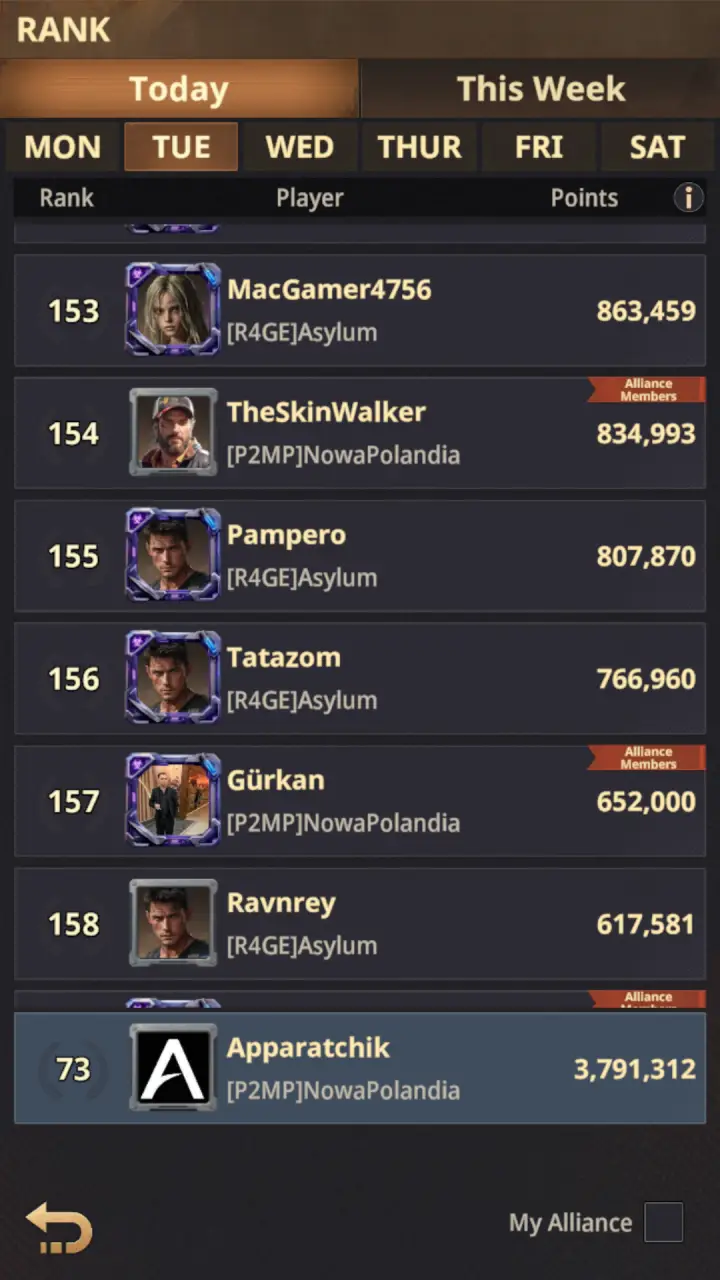 RANK
Today
This Week
MON
TUE
WED
THUR
FRI
SAT
Rank
Player
Points
i
153
MacGamer4756
[R4GE]Asylum
863,459
Alliance
Members
154
TheSkinWalker
[P2MP]NowaPolandia
834,993
155
Pampero
[R4GE]Asylum
807,870
156
Tatazom
[R4GE]Asylum
766,960
Alliance
Members
157
Gürkan
[P2MP]NowaPolandia
652,000
158
Ravnrey
[R4GE]Asylum
617,581
Alliance
73
Apparatchik
[P2MP]NowaPolandia
3,791,312
My Alliance